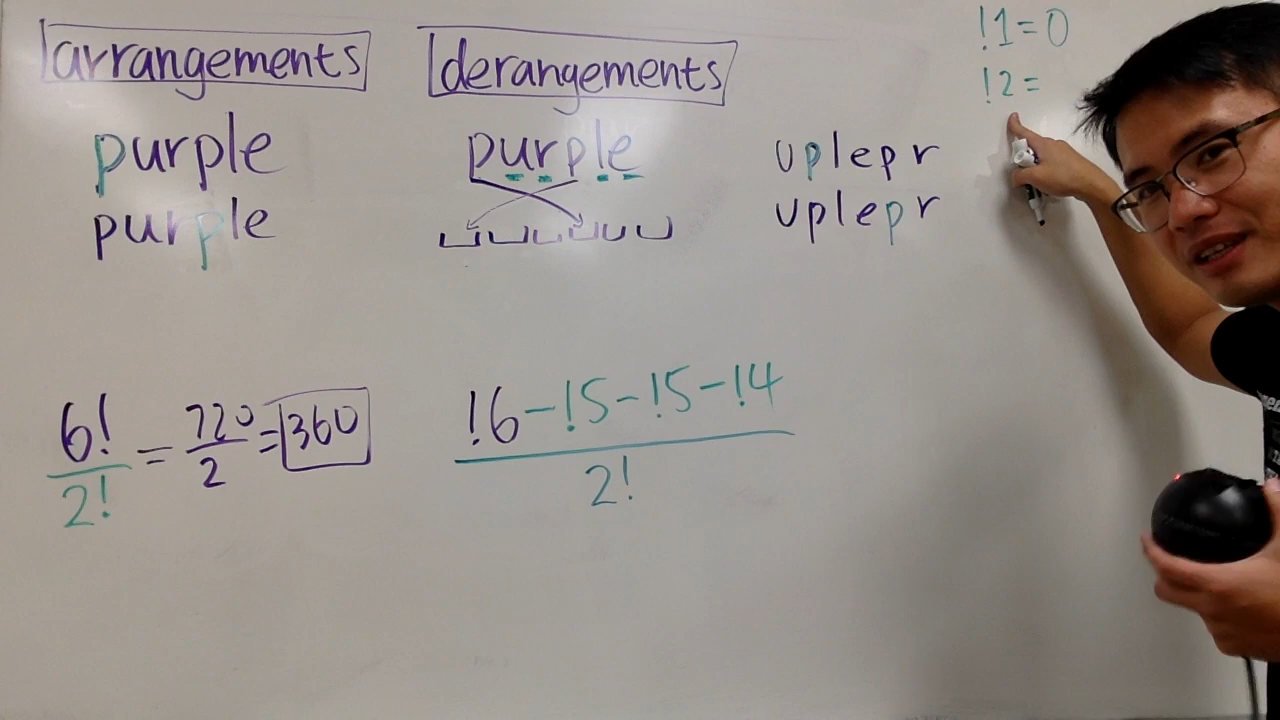 arrangements
purple
purple
6!/2! = 720/2 = 360
derangements
purple
!6-!5-!5-!4
2!
uplepr
uplepr
!1=0
!2=